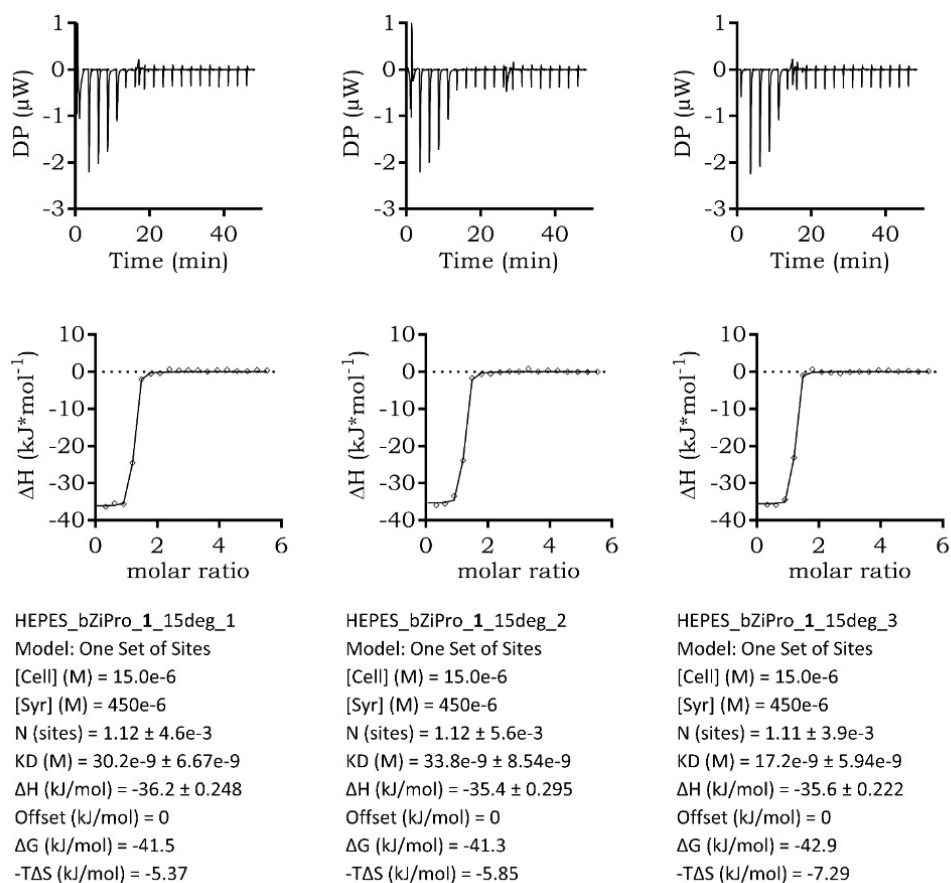 1
0
-1
-2
-3
DP (µW)
0 20 40
Time (min)
1
0
-1
-2
-3
DP (µW)
0 20 40
Time (min)
1
0
-1
-2
-3
DP (µW)
0 20 40
Time (min)
10
0
-10
-20
-30
-40
ΔH (kJ*mol⁻¹)
0 2 4 6
molar ratio
10
0
-10
-20
-30
-40
ΔH (kJ*mol⁻¹)
0 2 4 6
molar ratio
10
0
-10
-20
-30
-40
ΔH (kJ*mol⁻¹)
0 2 4 6
molar ratio
HEPES_bZiPro_1_15deg_1
Model: One Set of Sites
[Cell] (M) = 15.0e-6
[Syr] (M) = 450e-6
N (sites) = 1.12 ± 4.6e-3
KD (M) = 30.2e-9 ± 6.67e-9
ΔH (kJ/mol) = -36.2 ± 0.248
Offset (kJ/mol) = 0
ΔG (kJ/mol) = -41.5
-TΔS (kJ/mol) = -5.37
HEPES_bZiPro_1_15deg_2
Model: One Set of Sites
[Cell] (M) = 15.0e-6
[Syr] (M) = 450e-6
N (sites) = 1.12 ± 5.6e-3
KD (M) = 33.8e-9 ± 8.54e-9
ΔH (kJ/mol) = -35.4 ± 0.295
Offset (kJ/mol) = 0
ΔG (kJ/mol) = -41.3
-TΔS (kJ/mol) = -5.85
HEPES_bZiPro_1_15deg_3
Model: One Set of Sites
[Cell] (M) = 15.0e-6
[Syr] (M) = 450e-6
N (sites) = 1.11 ± 3.9e-3
KD (M) = 17.2e-9 ± 5.94e-9
ΔH (kJ/mol) = -35.6 ± 0.222
Offset (kJ/mol) = 0
ΔG (kJ/mol) = -42.9
-TΔS (kJ/mol) = -7.29